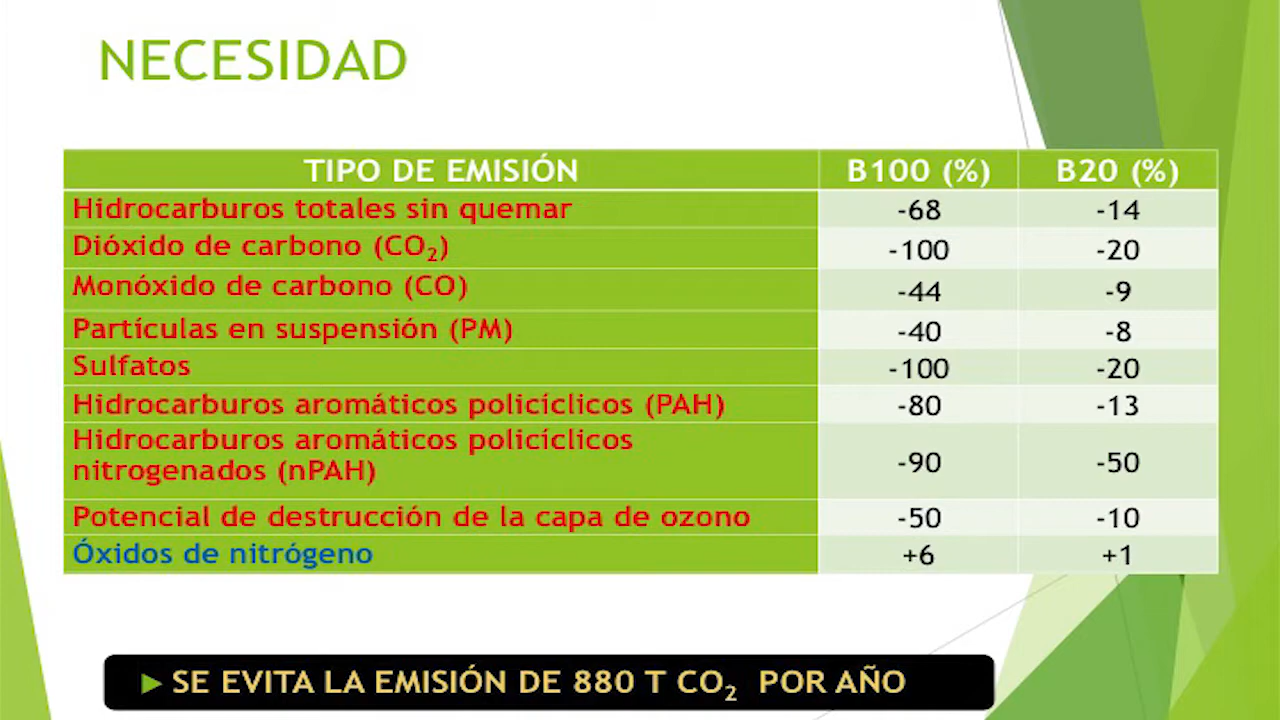 NECESIDAD
TIPO DE EMISIÓN B100 (%) B20 (%)
Hidrocarburos totales sin quemar -68 -14
Dióxido de carbono (CO₂) -100 -20
Monóxido de carbono (CO) -44 -9
Partículas en suspensión (PM) -40 -8
Sulfatos -100 -20
Hidrocarburos aromáticos policíclicos (PAH) -80 -13
Hidrocarburos aromáticos policíclicos
nitrogenados (nPAH) -90 -50
Potencial de destrucción de la capa de ozono -50 -10
Óxidos de nitrógeno +6 +1
SE EVITA LA EMISIÓN DE 880 T CO₂ POR AÑO